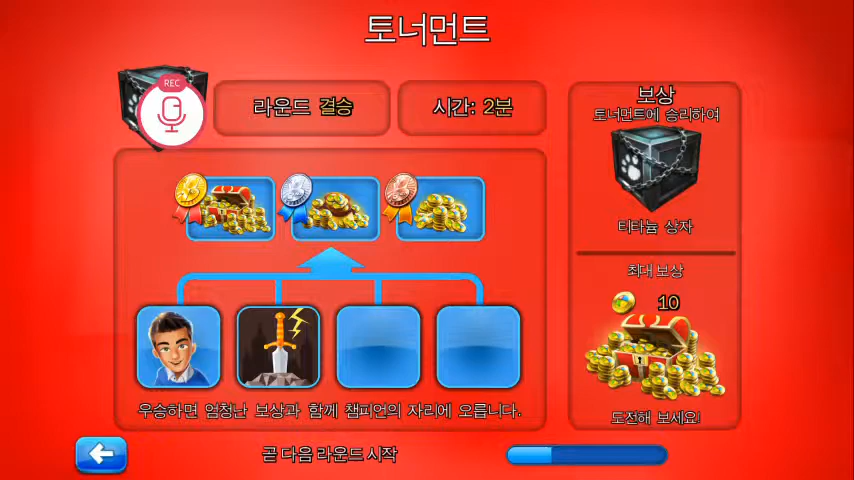 토너먼트
REC
라운드 결승
시간: 2분
보상
토너먼트에 승리하여
티타늄 상자
최대 보상
10
도전해 보세요!
우승하면 엄청난 보상과 함께 챔피언의 자리에 오릅니다.
곧 다음 라운드 시작